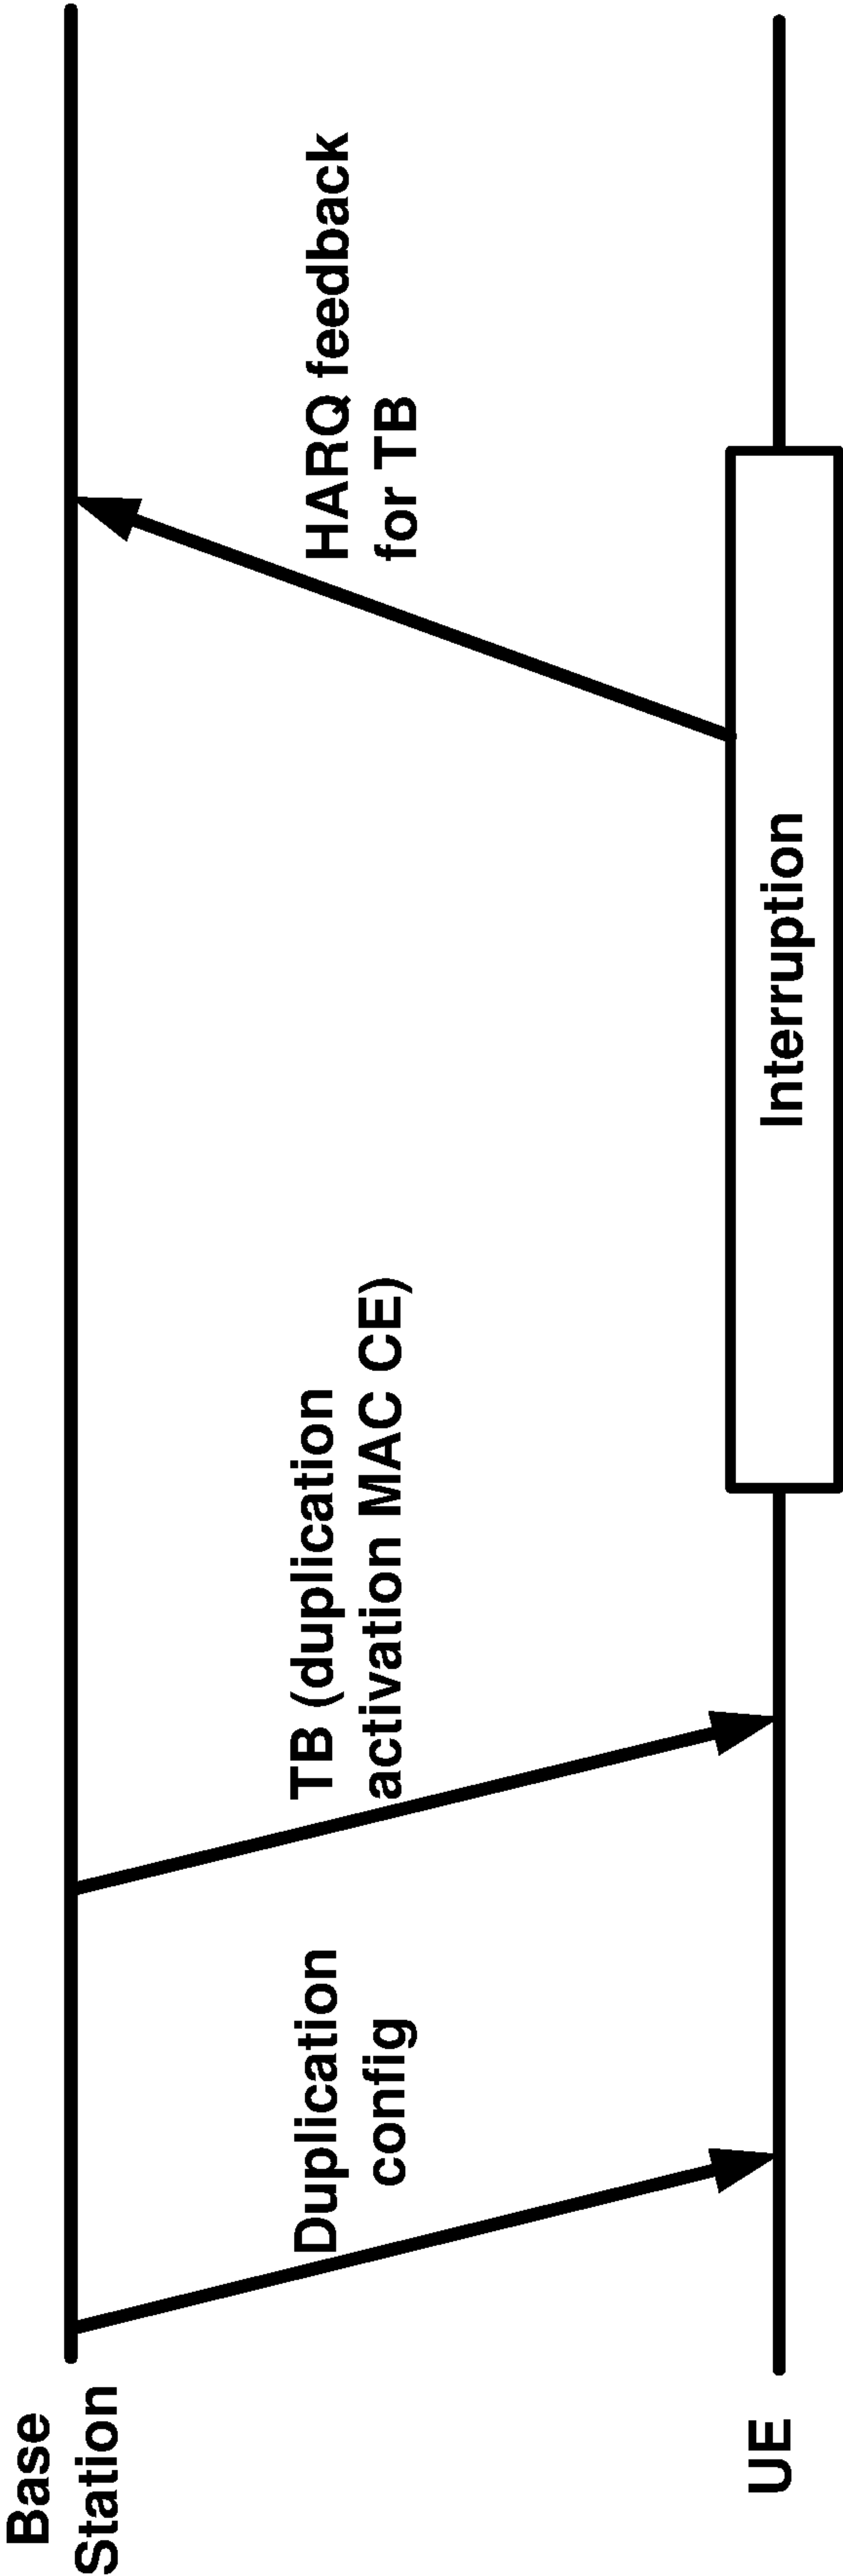 Base
Station
Duplication
config
TB (duplication
activation MAC CE)
HARQ feedback
for TB
UE
Interruption